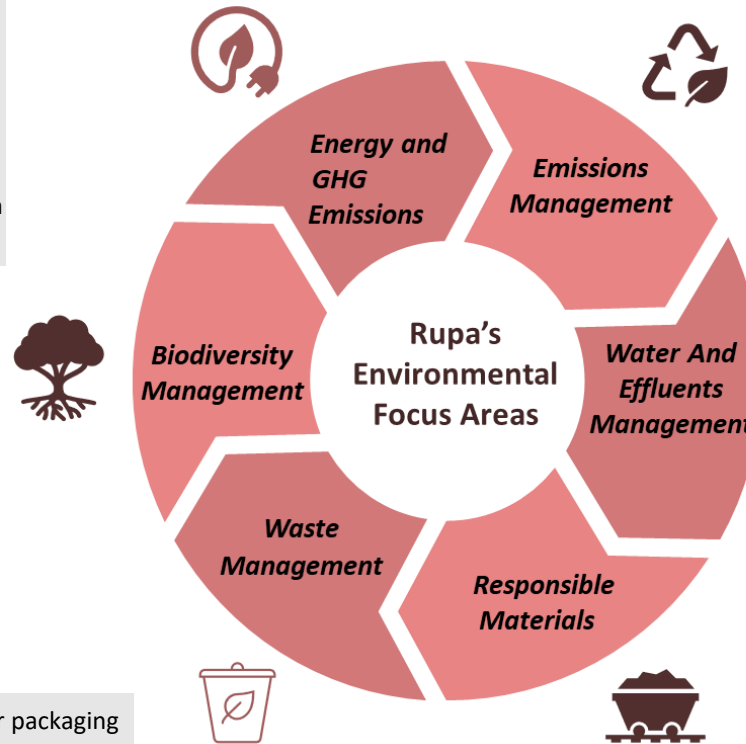 Energy and
GHG
Emissions
Emissions
Management
Rupa's
Environmental
Focus Areas
Biodiversity
Management
Water And
Effluents
Management
Waste
Management
Responsible
Materials
packaging